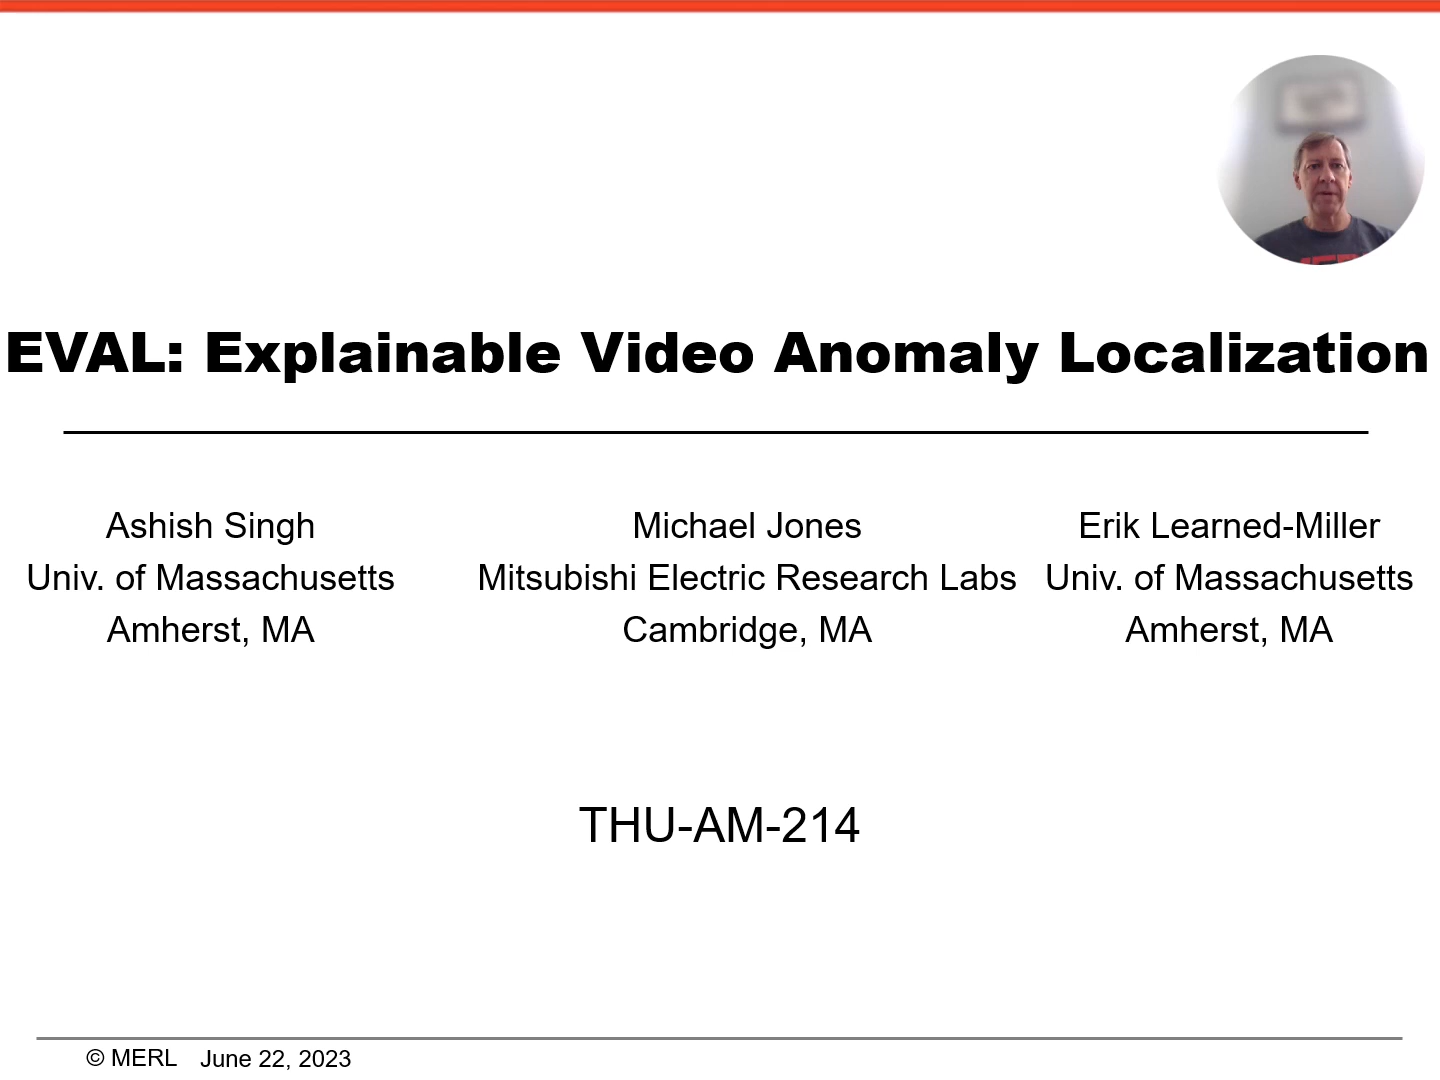 EVAL: Explainable Video Anomaly Localization
Ashish Singh
Univ. of Massachusetts
Amherst, MA
Michael Jones
Mitsubishi Electric Research Labs
Cambridge, MA
Erik Learned-Miller
Univ. of Massachusetts
Amherst, MA
THU-AM-214
© MERL June 22, 2023